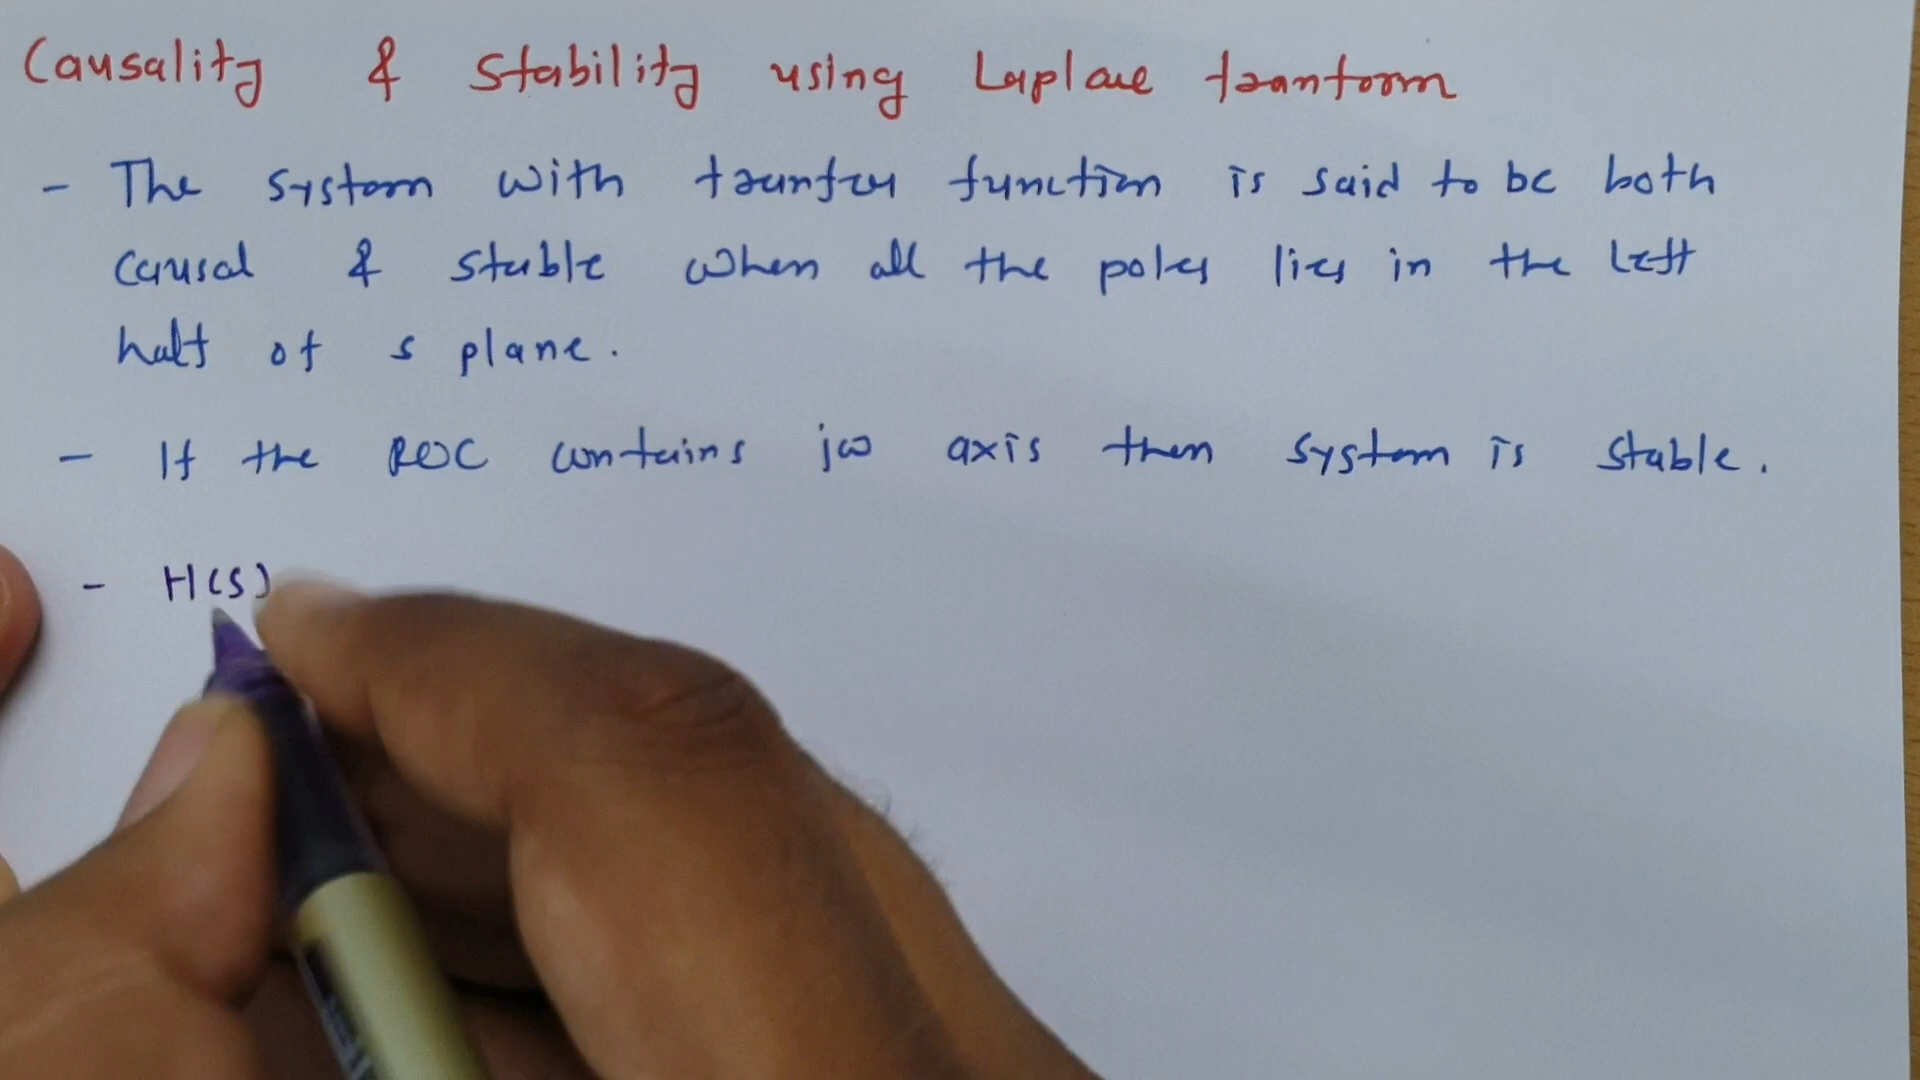 Causality & Stability using Laplace transform
- The system with transfer function is said to be both
causal & stable when all the poles lies in the left
half of s plane.
- If the ROC contains jω axis then system is stable.
- H(s)